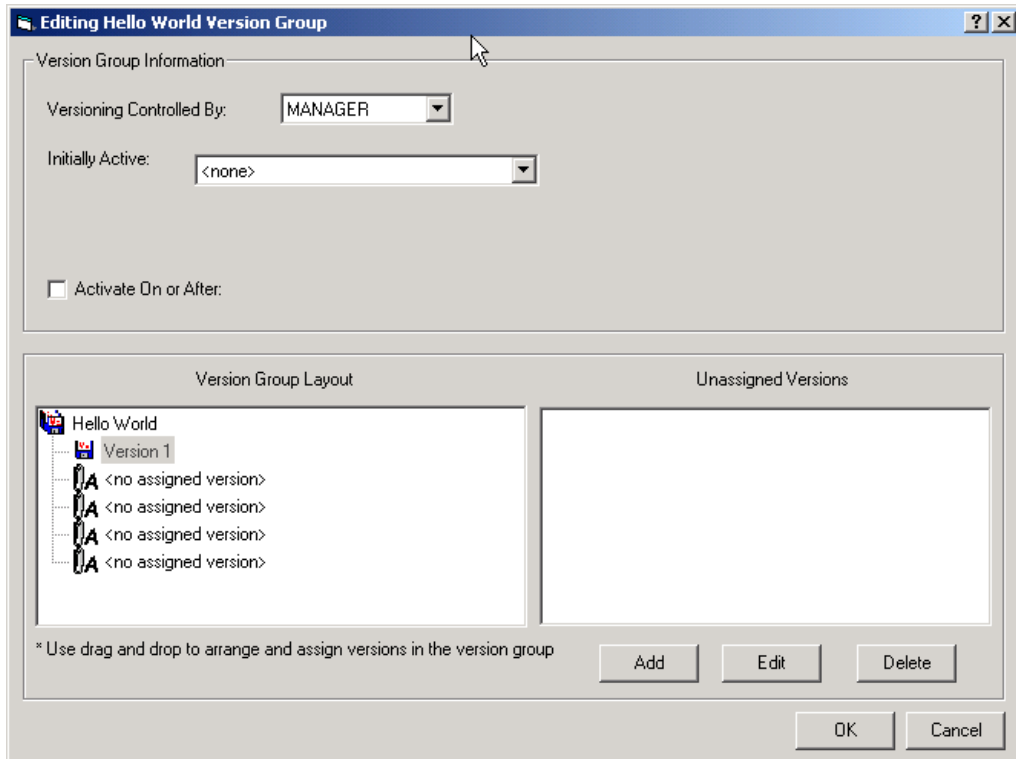 Editing Hello World Version Group
Version Group Information
Versioning Controlled By: MANAGER
Initially Active: <none>
Activate On or After:
Version Group Layout Unassigned Versions
Hello World
Version 1
<no assigned version>
<no assigned version>
<no assigned version>
<no assigned version>
* Use drag and drop to arrange and assign versions in the version group
Add Edit Delete
OK Cancel